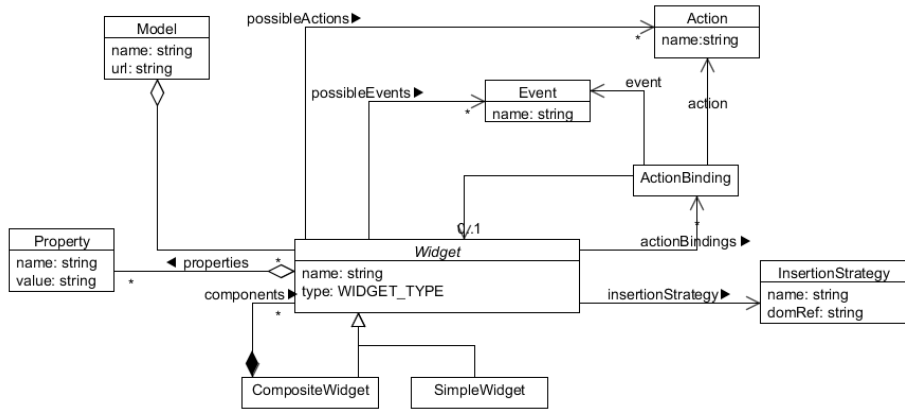 possibleActions
Action
name:string
*
Model
name: string
url: string
possibleEvents
*
Event
name: string
event
action
ActionBinding
0..1
*
actionBindings
Property
name: string
value: string
*
properties
*
Widget
name: string
type: WIDGET_TYPE
components
*
insertionStrategy
InsertionStrategy
name: string
domRef: string
CompositeWidget
SimpleWidget